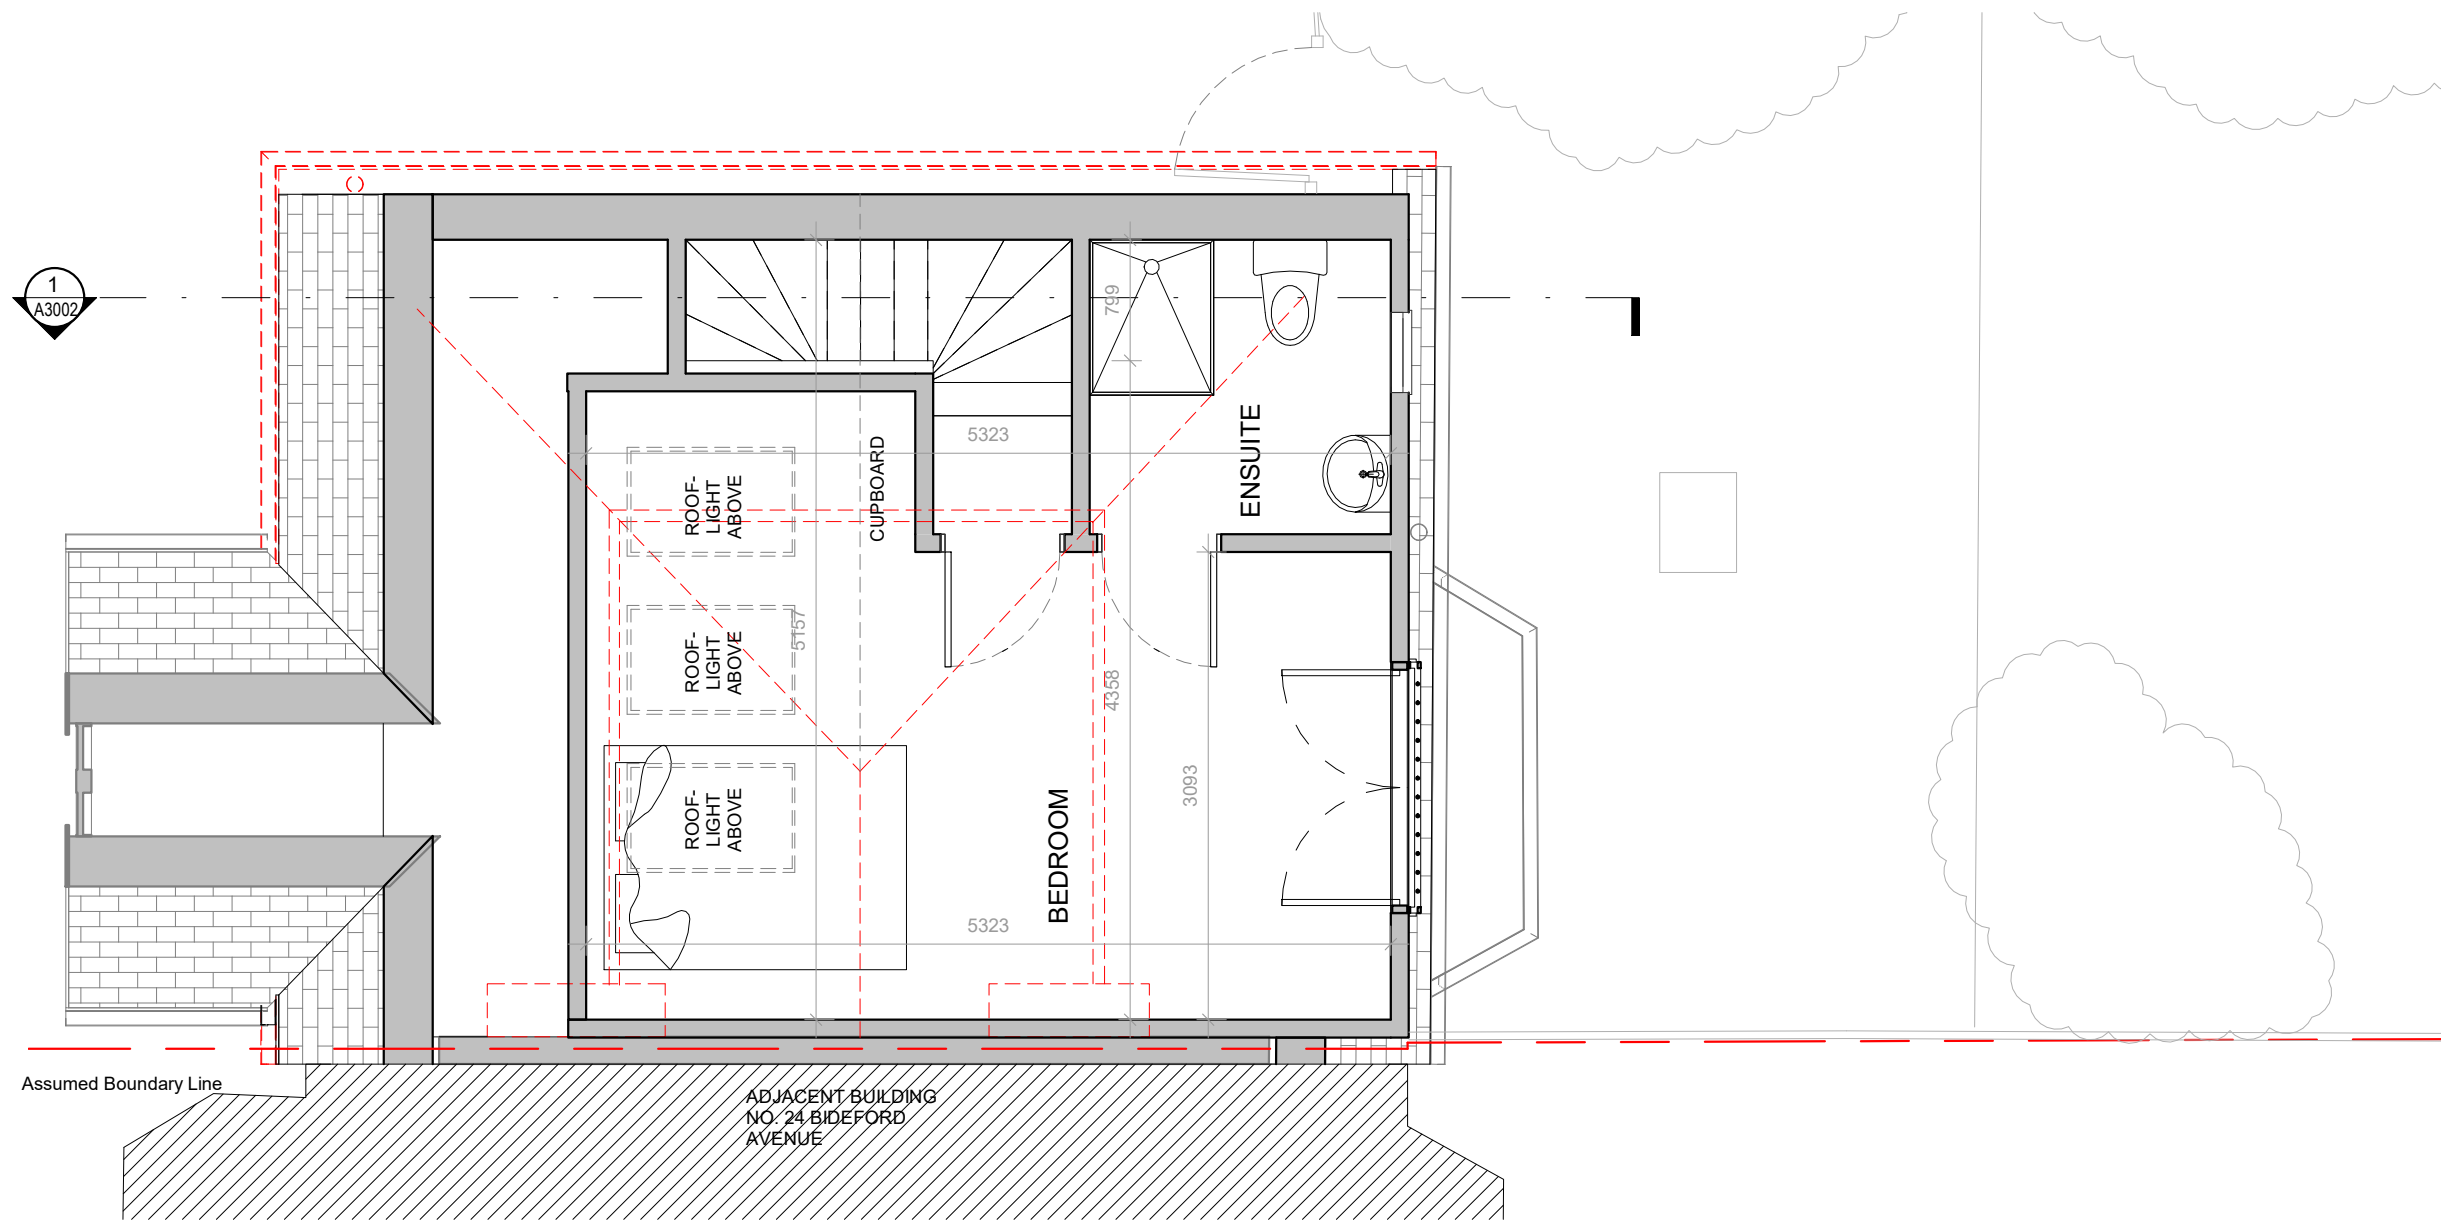 1
A3002
799
5323
ENSUITE
CUPBOARD
ROOF-
LIGHT
ABOVE
5157
ROOF-
LIGHT
ABOVE
4358
3093
ROOF-
LIGHT
ABOVE
BEDROOM
5323
Assumed Boundary Line
ADJACENT BUILDING
NO. 24 BIDEFORD
AVENUE